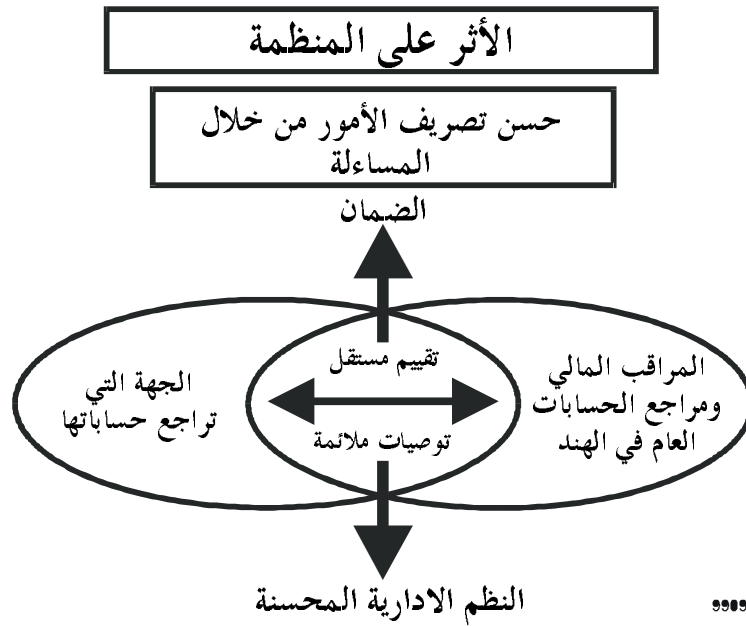 الأثر على المنظمة
حسن تصريف الأمور من خلال
المساءلة
الضمان
المراقب المالي
ومراجع الحسابات
العام في الهند
تقييم مستقل
توصيات ملائمة
الجهة التي
تراجع حساباتها
النظم الادارية المحسنة